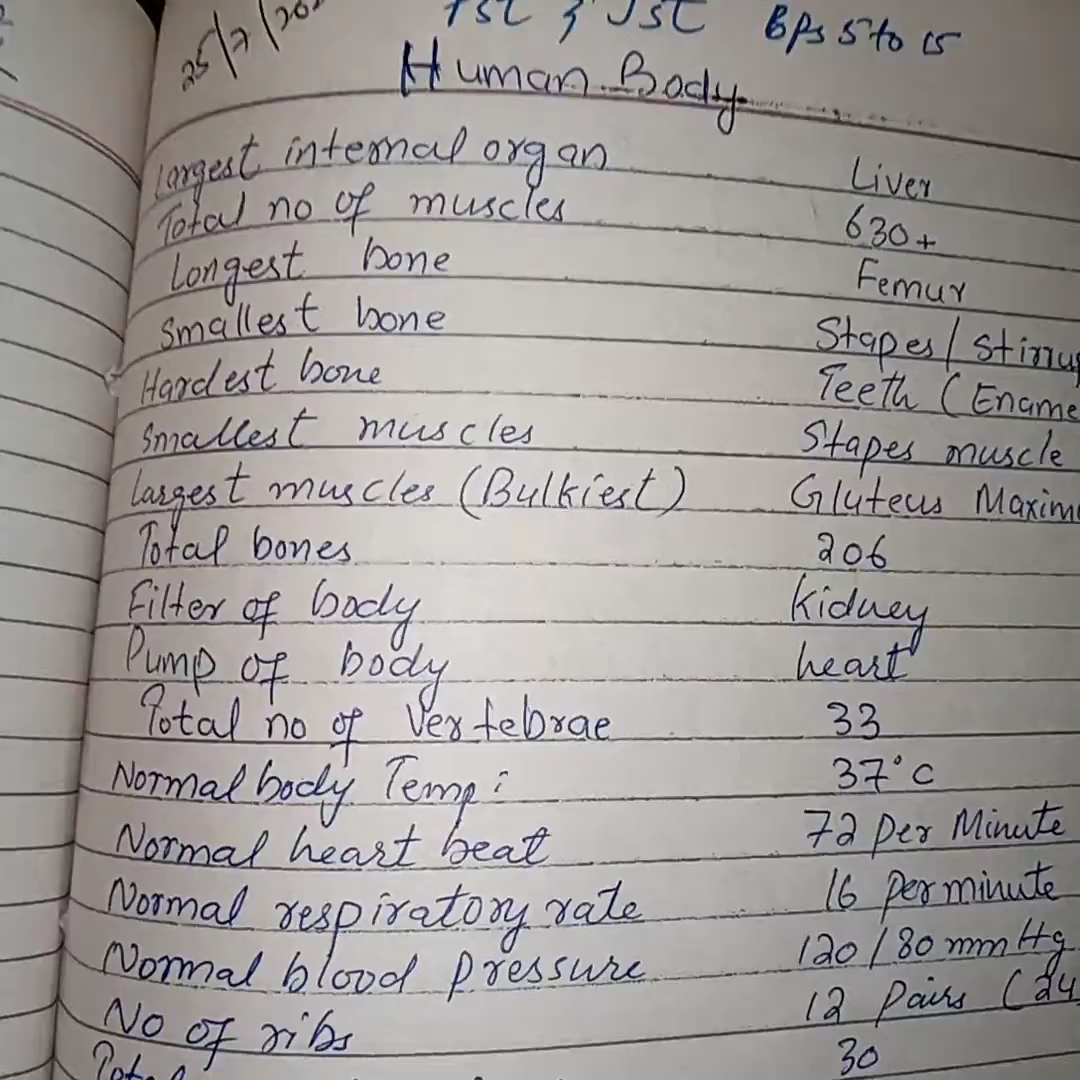 25/7/20
PST & JST BPs 5 to 15
Human Body
Largest internal organ Liver
Total no of muscles 630+
Longest bone Femur
Smallest bone Stapes/Stirru
Hardest bone Teeth (Ename
Smallest muscles Stapes muscle
largest muscles (Bulkiest) Gluteus Maxim
Total bones 206
Filter of body Kidney
Pump of body heart
Total no of Vertebrae 33
Normal body Temp: 37°C
Normal heart beat 72 per Minute
Normal respiratory rate 16 per minute
Normal blood pressure 120/80 mmHg
No of ribs 12 Pairs (24
30